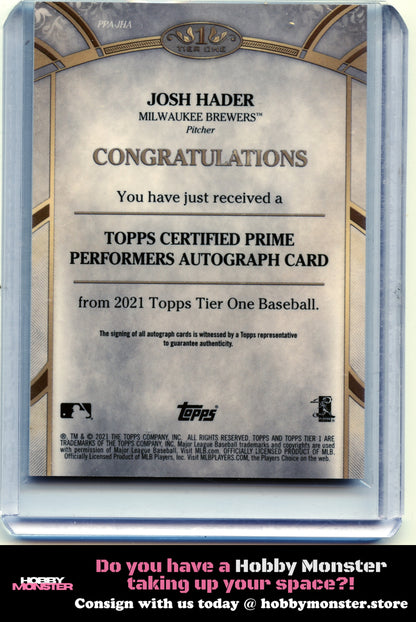 PPA-JHA
1
TIER ONE
JOSH HADER
MILWAUKEE BREWERS™
Pitcher
CONGRATULATIONS
You have just received a
TOPPS CERTIFIED PRIME
PERFORMERS AUTOGRAPH CARD
from 2021 Topps Tier One Baseball.
The signing of all autograph cards is witnessed by a Topps representative
to guarantee authenticity.
Topps
® TM & © 2021 THE TOPPS COMPANY, INC. ALL RIGHTS RESERVED. TOPPS AND TOPPS TIER 1 ARE
TRADEMARKS OF THE TOPPS COMPANY, INC. Major League Baseball trademarks and copyrights are used
with permission of Major League Baseball. Visit MLB.com. OFFICIALLY LICENSED PRODUCT OF MLB
Officially Licensed Product of MLB Players, Inc. Visit MLBPLAYERS.COM, the Players Choice on the web.
Do you have a Hobby Monster
taking up your space?!
HOBBY
MONSTER
Consign with us today @ hobbymonster.store